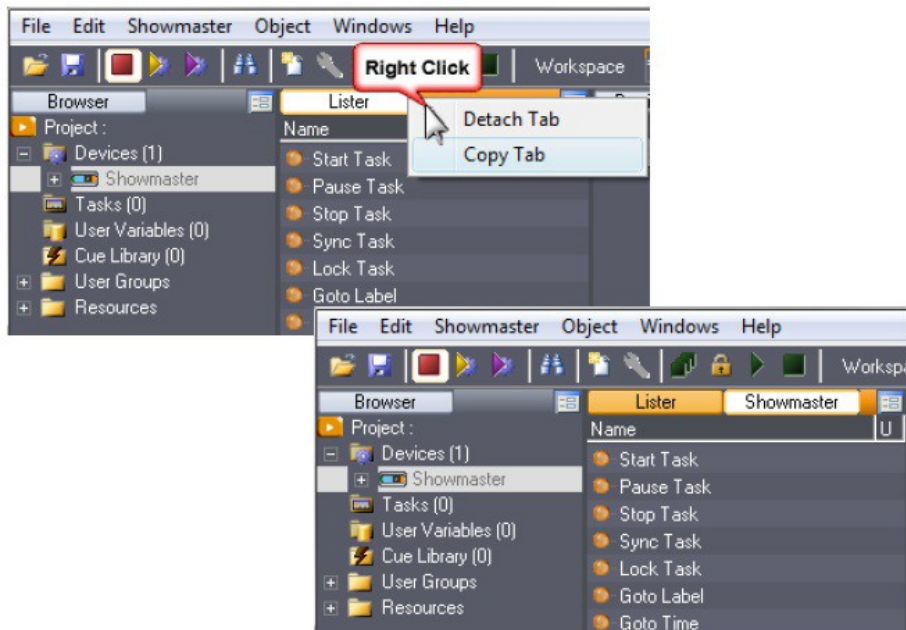 File Edit Showmaster Object Windows Help
Right Click
Workspace
Browser
Lister
Detach Tab
Copy Tab
Project :
Name
Devices (1)
Start Task
Showmaster
Pause Task
Tasks (0)
Stop Task
User Variables (0)
Sync Task
Cue Library (0)
Lock Task
User Groups
Goto Label
Resources
File Edit Showmaster Object Windows Help
Browser
Lister
Showmaster
Project :
Name U
Devices (1)
Start Task
Showmaster
Pause Task
Tasks (0)
Stop Task
User Variables (0)
Sync Task
Cue Library (0)
Lock Task
User Groups
Goto Label
Resources
Goto Time